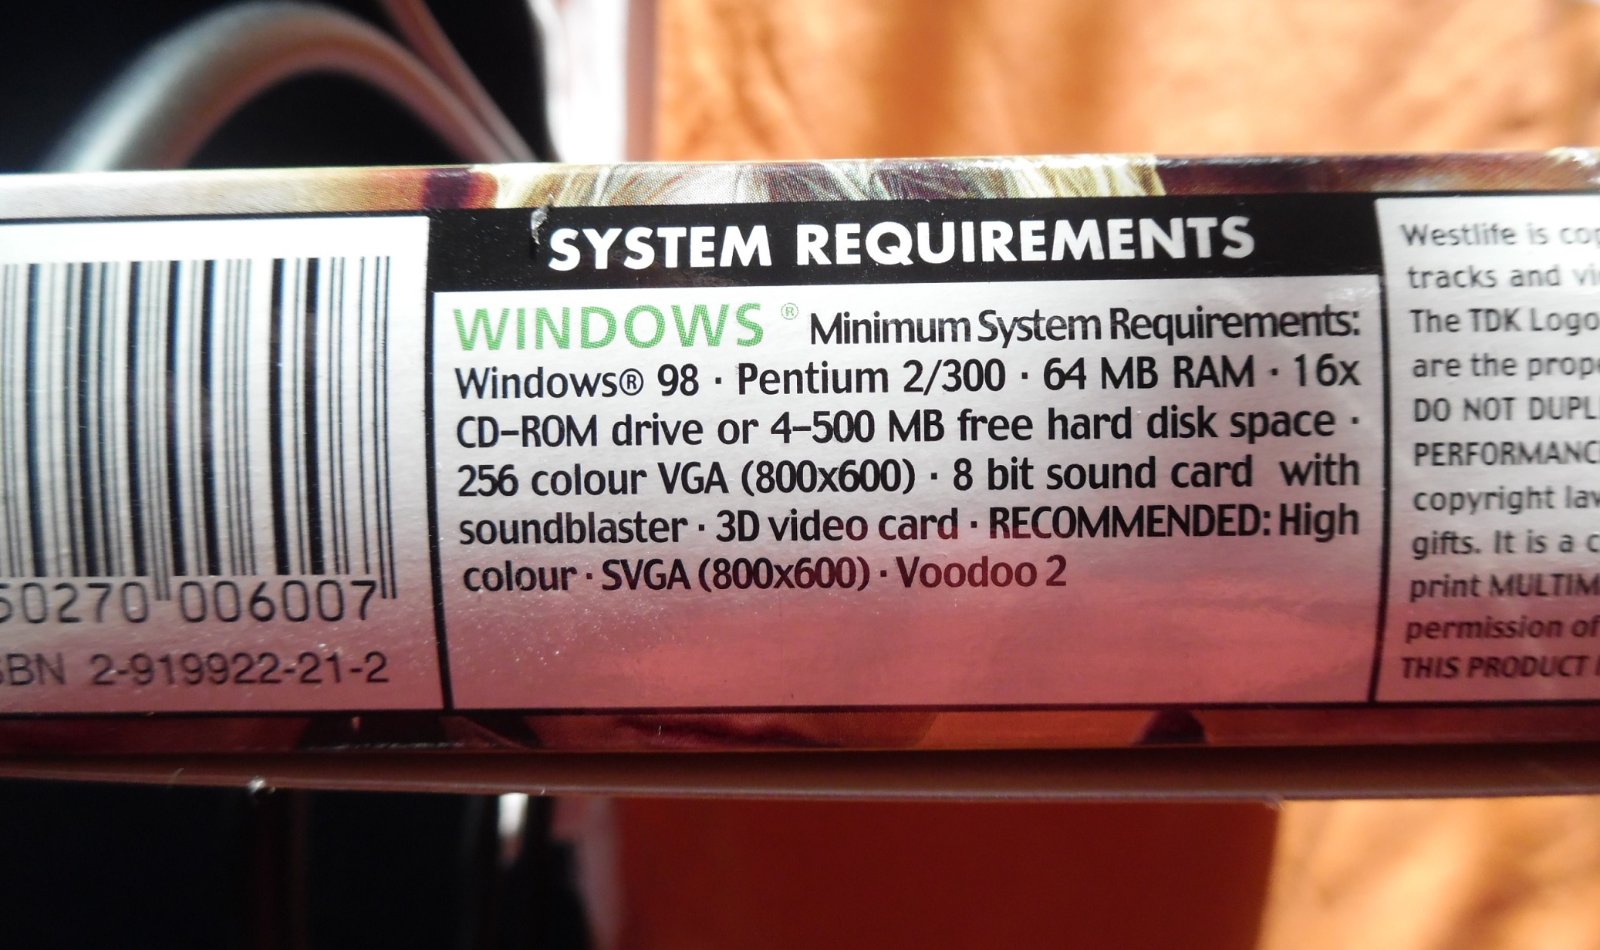 50270 006007
SBN 2-919922-21-2
SYSTEM REQUIREMENTS
WINDOWS ® Minimum System Requirements:
Windows® 98 · Pentium 2/300 · 64 MB RAM · 16x
CD-ROM drive or 4-500 MB free hard disk space ·
256 colour VGA (800x600) · 8 bit sound card with
soundblaster · 3D video card · RECOMMENDED: High
colour · SVGA (800x600) · Voodoo 2
Westlife is
tracks and
The TDK Logo
are the
DO NOT
copyright
gifts. It is a
print
permission of
THIS PRODUCT